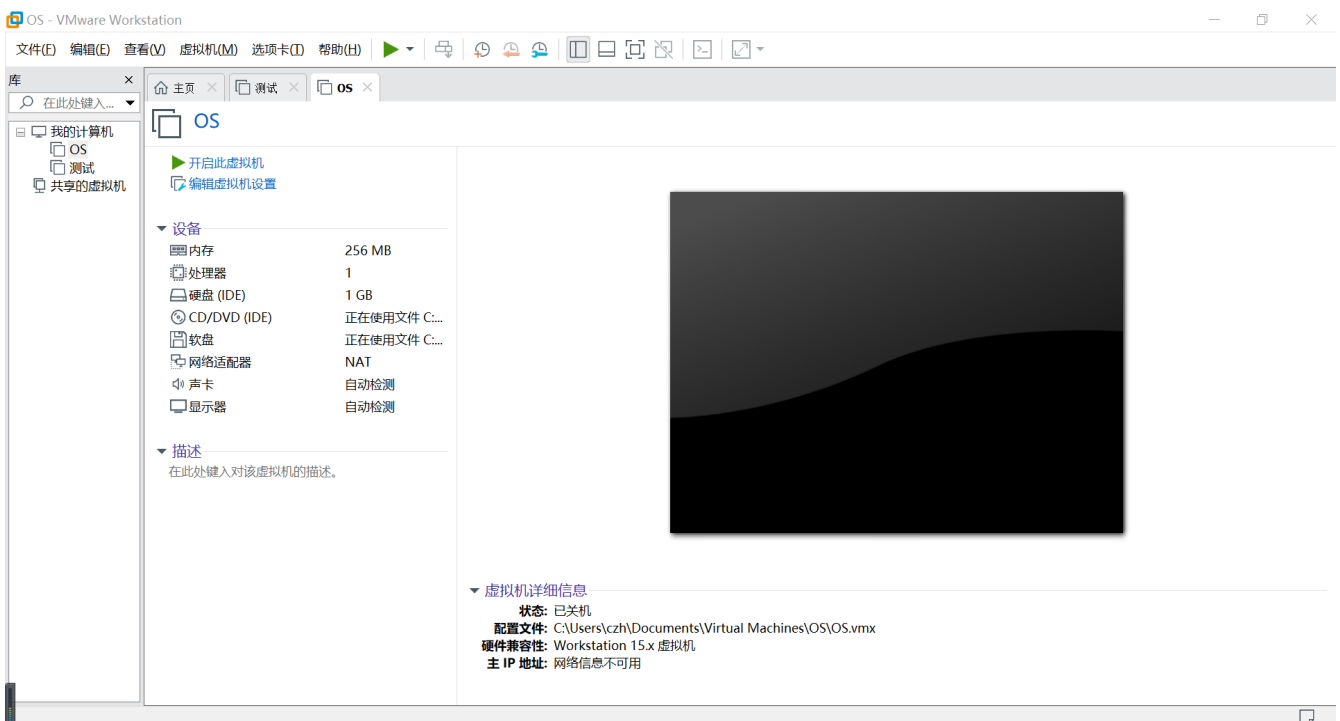 OS - VMware Workstation
文件(F) 编辑(E) 查看(V) 虚拟机(M) 选项卡(T) 帮助(H)
库
在此处键入...
我的计算机
OS
测试
共享的虚拟机
主页 测试 OS
OS
开启此虚拟机
编辑虚拟机设置
设备
内存 256 MB
处理器 1
硬盘 (IDE) 1 GB
CD/DVD (IDE) 正在使用文件 C:...
软盘 正在使用文件 C:...
网络适配器 NAT
声卡 自动检测
显示器 自动检测
描述
在此处键入对该虚拟机的描述。
虚拟机详细信息
状态: 已关机
配置文件: C:\Users\czh\Documents\Virtual Machines\OS\OS.vmx
硬件兼容性: Workstation 15.x 虚拟机
主 IP 地址: 网络信息不可用